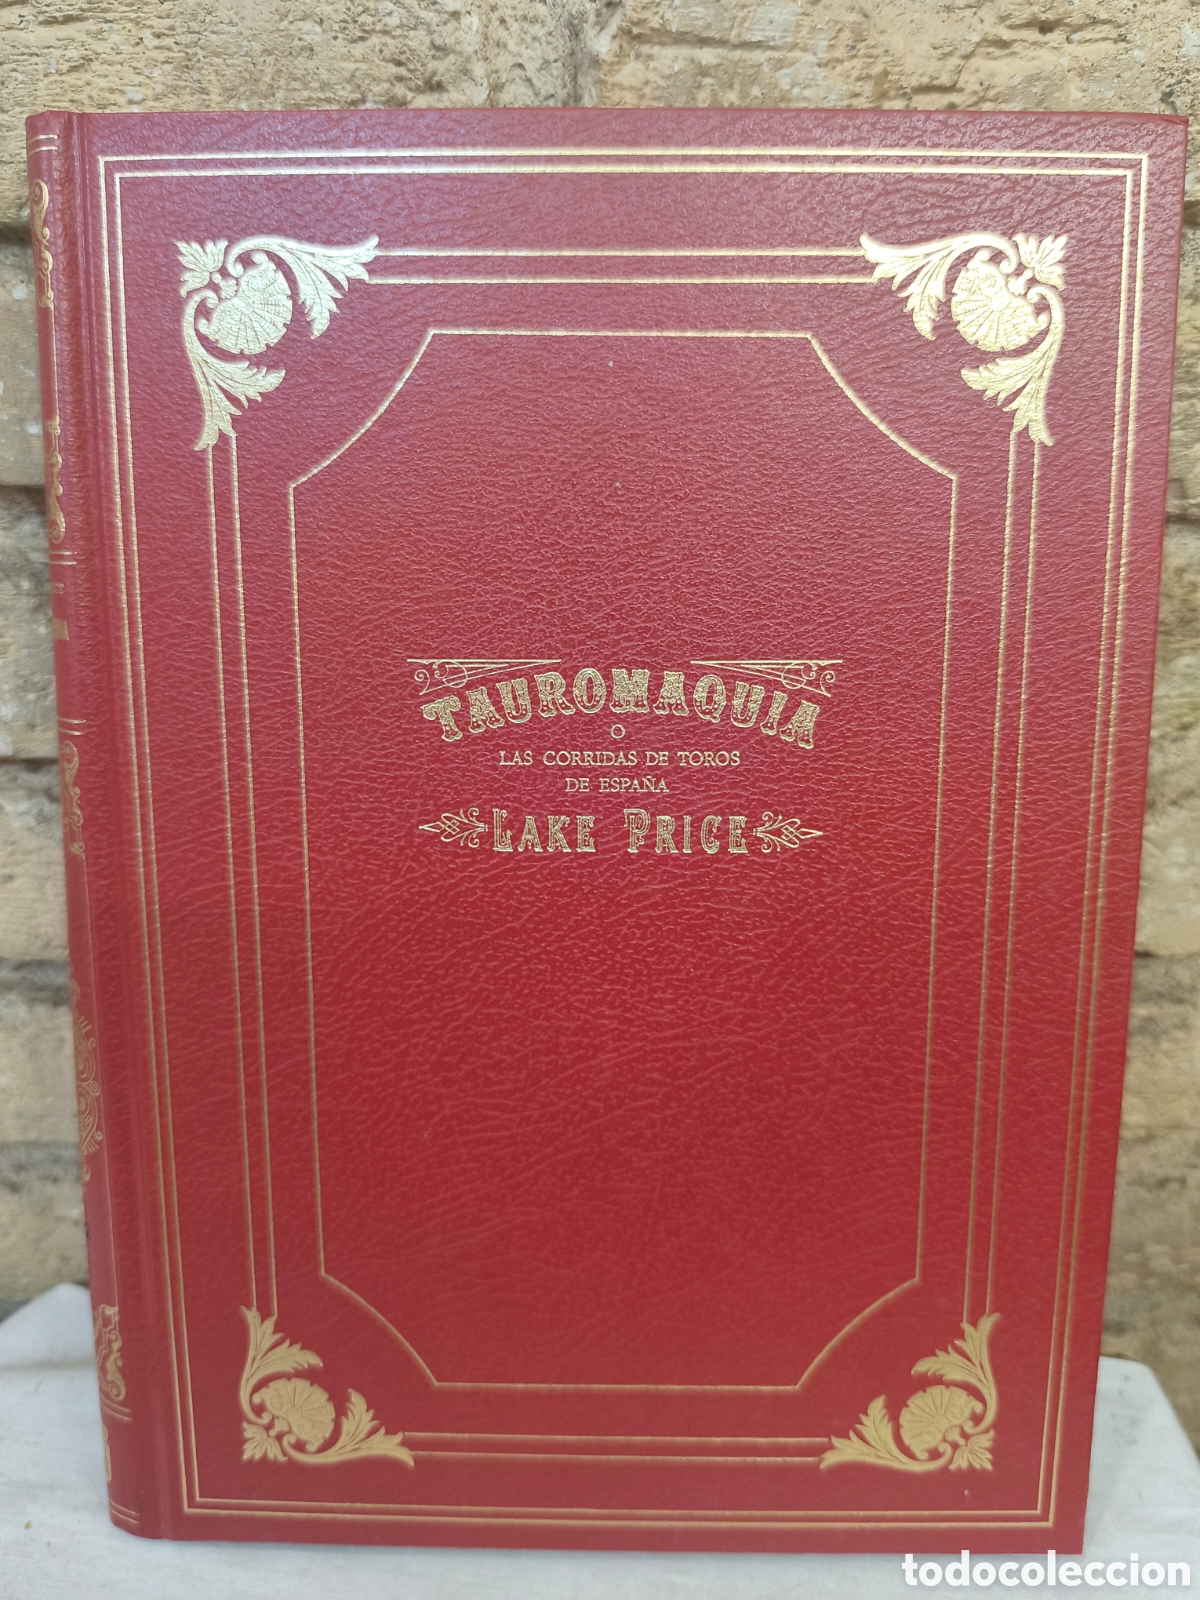 TAUROMAQUIA
O
LAS CORRIDAS DE TOROS
DE ESPAÑA
LAKE PRICE
todocoleccion